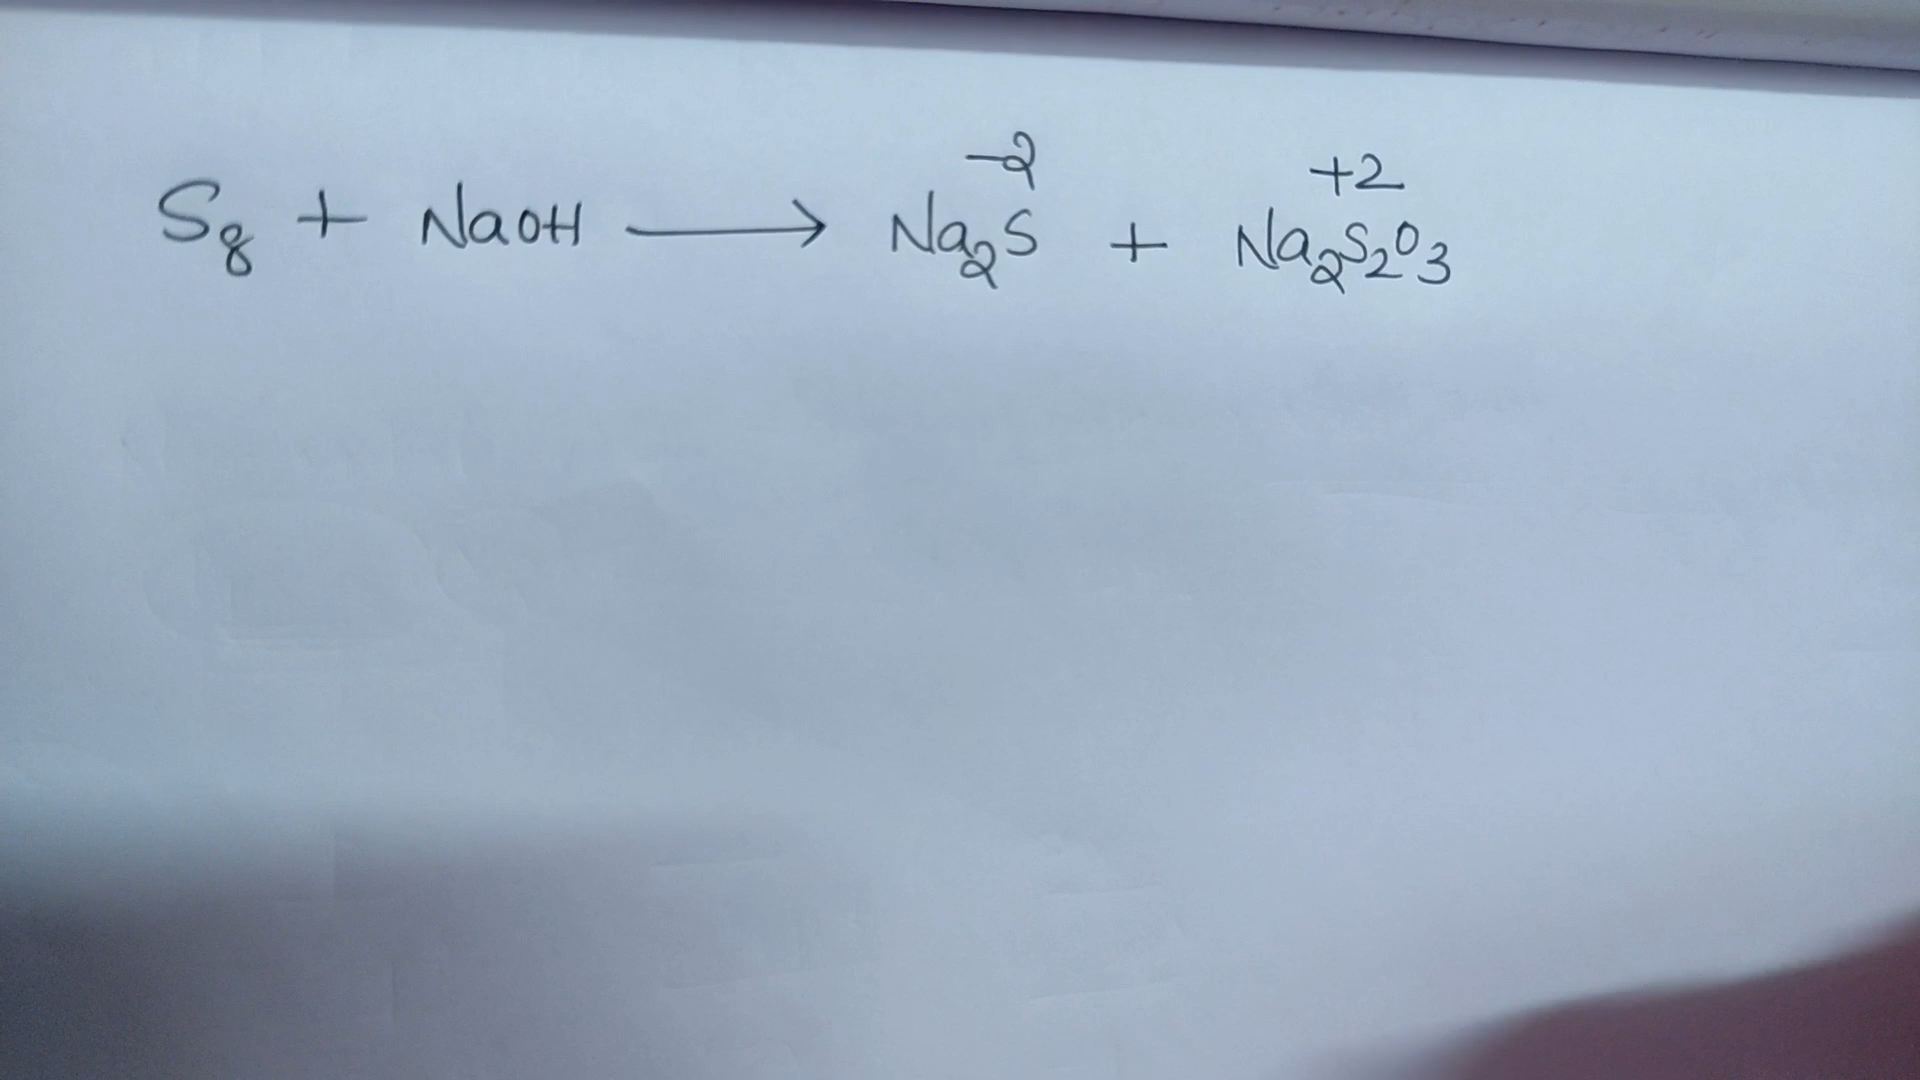 -2 +2
S₈ + NaOH ⟶ Na₂S + Na₂S₂O₃